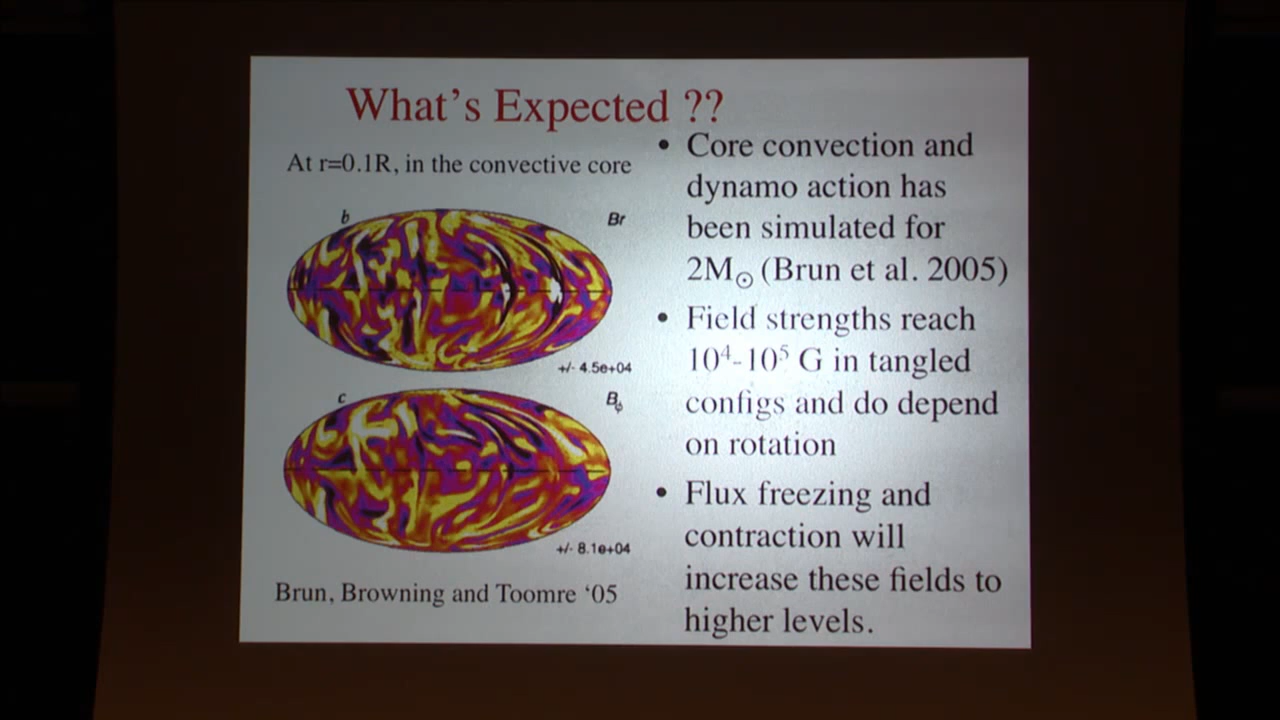 What's Expected ??
At r=0.1R, in the convective core
b
Br
+/- 4.5e+04
c
Bϕ
+/- 8.1e+04
Brun, Browning and Toomre ‘05
• Core convection and
dynamo action has
been simulated for
2M☉ (Brun et al. 2005)
• Field strengths reach
10⁴-10⁵ G in tangled
configs and do depend
on rotation
• Flux freezing and
contraction will
increase these fields to
higher levels.